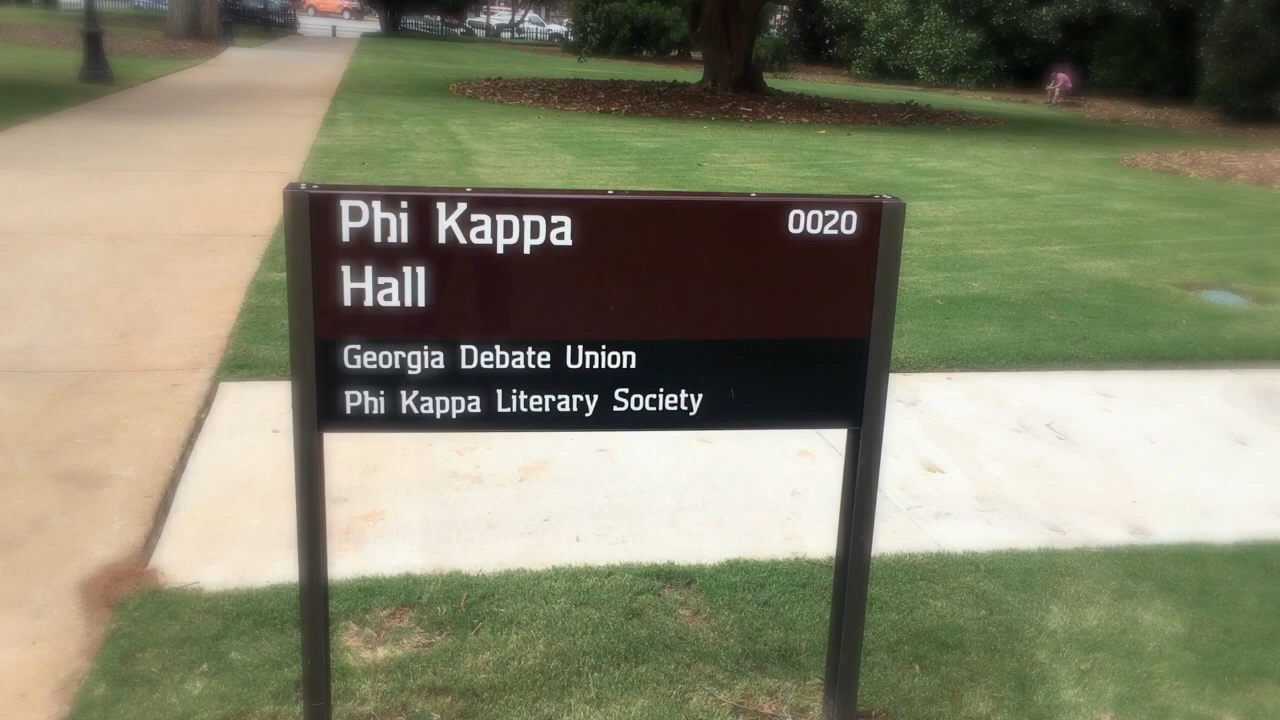 Phi Kappa 0020
Hall
Georgia Debate Union
Phi Kappa Literary Society